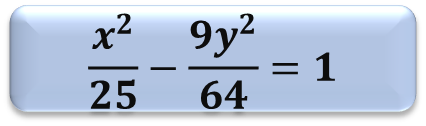 x²/25 − 9y²/64 = 1